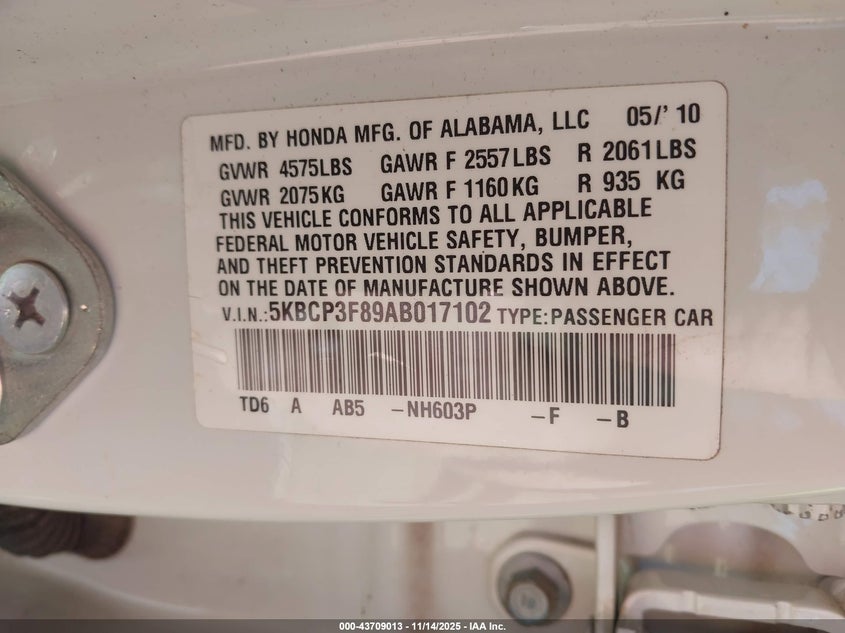 MFD. BY HONDA MFG. OF ALABAMA, LLC 05/' 10
GVWR 4575LBS GAWR F 2557LBS R 2061LBS
GVWR 2075KG GAWR F 1160KG R 935 KG
THIS VEHICLE CONFORMS TO ALL APPLICABLE
FEDERAL MOTOR VEHICLE SAFETY, BUMPER,
AND THEFT PREVENTION STANDARDS IN EFFECT
ON THE DATE OF MANUFACTURE SHOWN ABOVE.
V.I.N.:5KBCP3F89AB017102 TYPE:PASSENGER CAR
TD6 A AB5 -NH603P -F -B
000-43709013 - 11/14/2025 - IAA Inc.